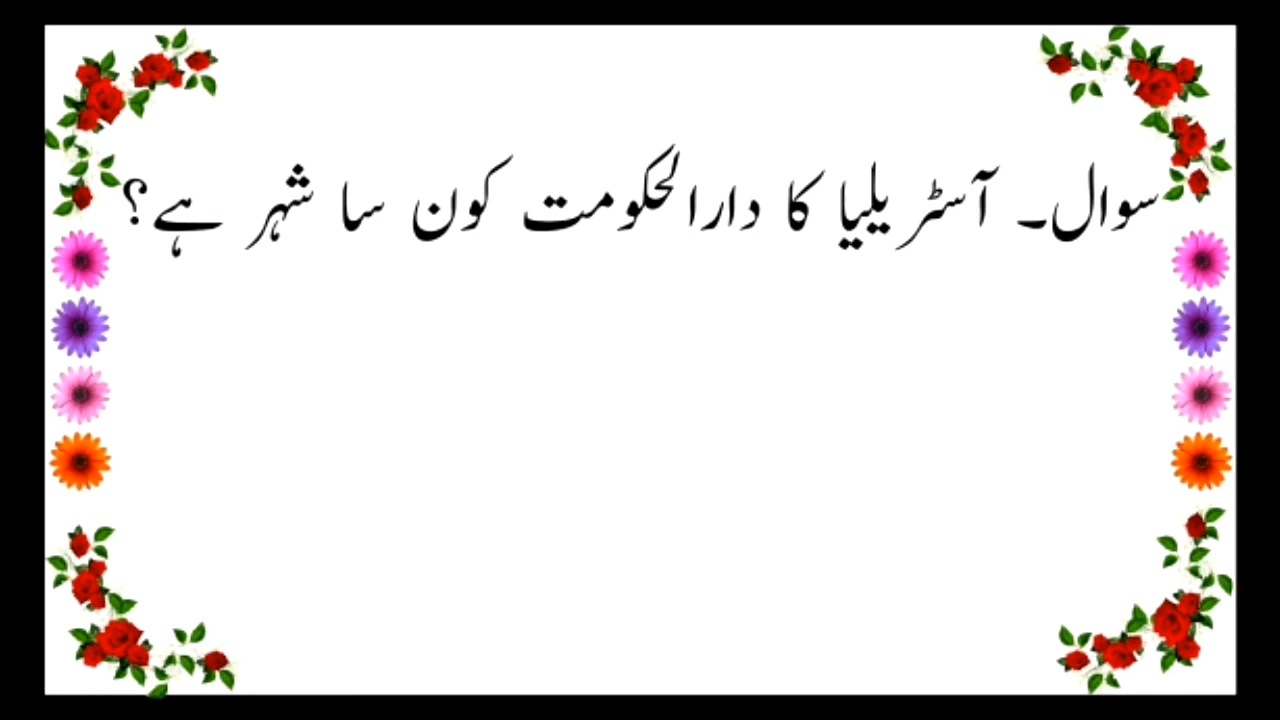 سوال۔ آسٹریلیا کا دارالحکومت کون سا شہر ہے؟